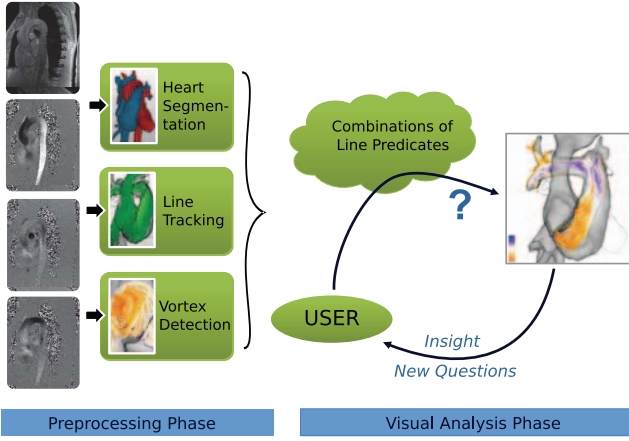 Heart
Segmen-
tation
Line
Tracking
Vortex
Detection
Combinations of
Line Predicates
?
USER
Insight
New Questions
Preprocessing Phase
Visual Analysis Phase